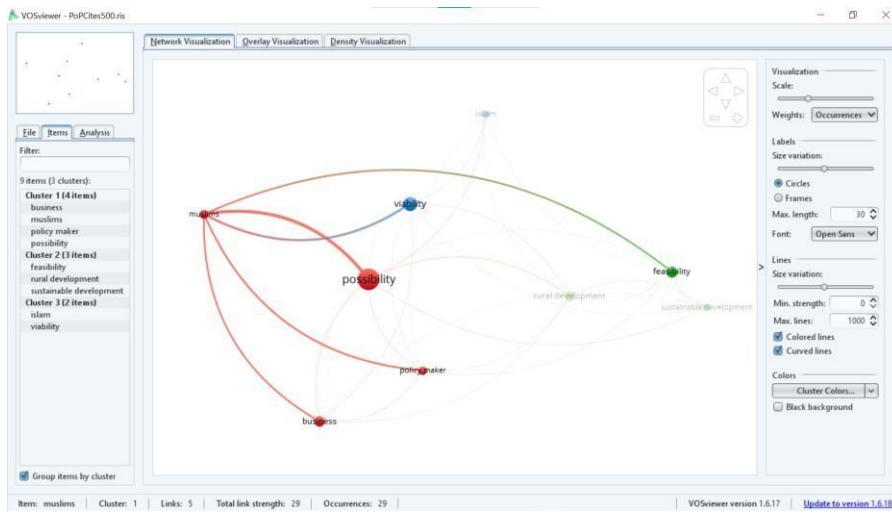 VOSviewer - PoPCites500.ris
Network Visualization Overlay Visualization Density Visualization
File Items Analysis
Filter:
9 items (3 clusters):
Cluster 1 (4 items)
business
muslims
policy maker
possibility
Cluster 2 (3 items)
feasibility
rural development
sustainable development
Cluster 3 (2 items)
islam
viability
Group items by cluster
islam
muslims
viability
possibility
feasibility
rural development
sustainable development
policy maker
business
Visualization
Scale:
Weights: Occurrences
Labels
Size variation:
Circles
Frames
Max. length: 30
Font: Open Sans
Lines
Size variation:
Min. strength: 0
Max. lines: 1000
Colored lines
Curved lines
Colors
Cluster Colors...
Black background
Item: muslims Cluster: 1 Links: 5 Total link strength: 29 Occurrences: 29 VOSviewer version 1.6.17 Update to version 1.6.18